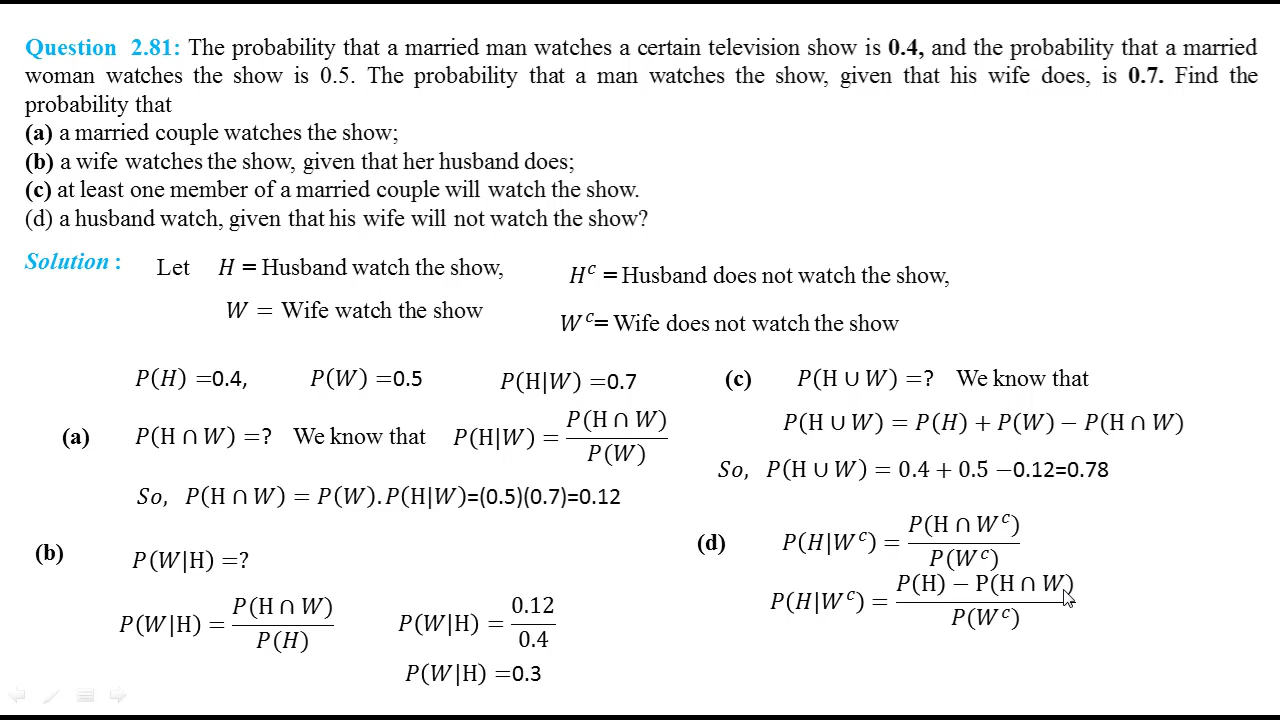 Question 2.81: The probability that a married man watches a certain television show is 0.4, and the probability that a married
woman watches the show is 0.5. The probability that a man watches the show, given that his wife does, is 0.7. Find the
probability that
(a) a married couple watches the show;
(b) a wife watches the show, given that her husband does;
(c) at least one member of a married couple will watch the show.
(d) a husband watch, given that his wife will not watch the show?
Solution :
Let H = Husband watch the show,
W = Wife watch the show
Hᶜ = Husband does not watch the show,
Wᶜ= Wife does not watch the show
P(H) =0.4, P(W) =0.5 P(H|W) =0.7
(a) P(H ∩ W) =? We know that P(H|W) = P(H ∩ W) / P(W)
So, P(H ∩ W) = P(W).P(H|W)=(0.5)(0.7)=0.12
(b) P(W|H) =?
P(W|H) = P(H ∩ W) / P(H) P(W|H) = 0.12 / 0.4
P(W|H) =0.3
(c) P(H ∪ W) =? We know that
P(H ∪ W) = P(H) + P(W) − P(H ∩ W)
So, P(H ∪ W) = 0.4 + 0.5 −0.12=0.78
(d) P(H|Wᶜ) = P(H ∩ Wᶜ) / P(Wᶜ)
P(H|Wᶜ) = P(H) − P(H ∩ W) / P(Wᶜ)